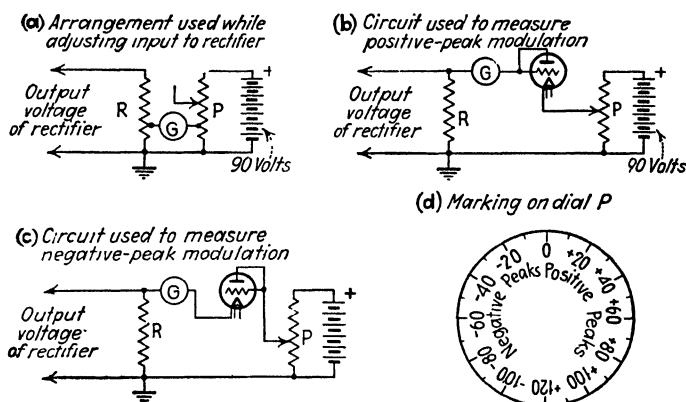 (a) Arrangement used while
adjusting input to rectifier
Output
voltage
of rectifier
R
G
P
+
90 Volts
(b) Circuit used to measure
positive-peak modulation
Output
voltage
of rectifier
G
R
P
+
90 Volts
(c) Circuit used to measure
negative-peak modulation
Output
voltage
of rectifier
G
R
P
+
(d) Marking on dial P
0
+20
+40
+60
+80
+100
+120
-100
-80
-60
-40
-20
Negative Peaks
Positive Peaks